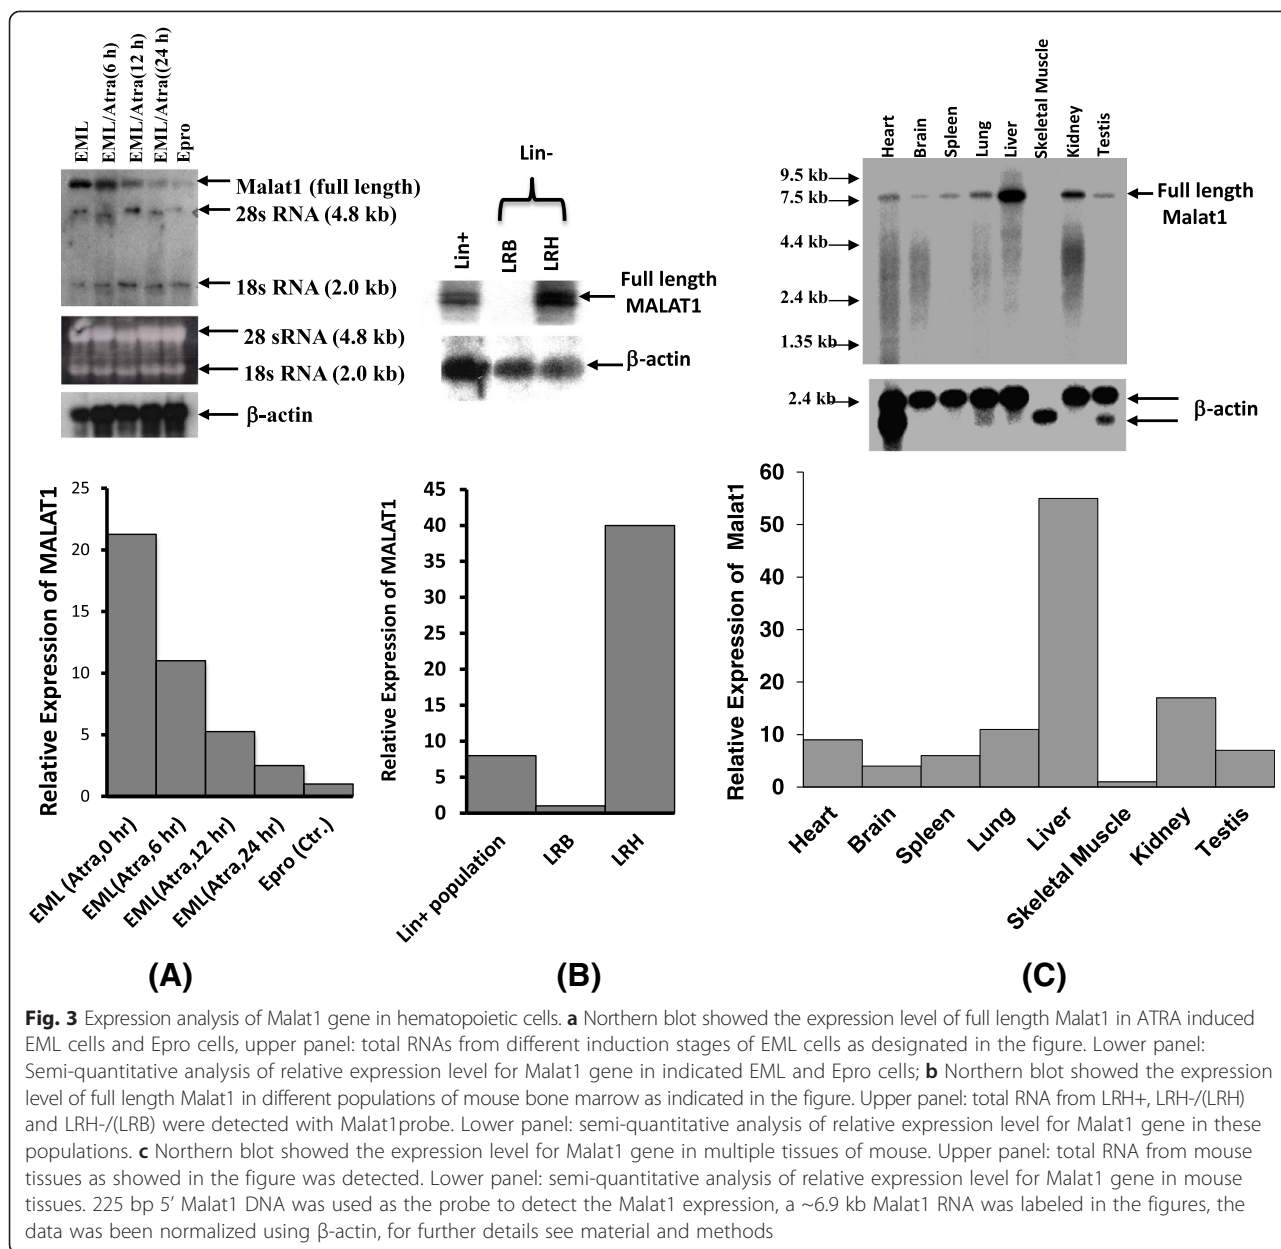 EML
EML/Atra(6 h)
EML/Atra(12 h)
EML/Atra((24 h)
Epro
Malat1 (full length)
28s RNA (4.8 kb)
18s RNA (2.0 kb)
28 sRNA (4.8 kb)
18s RNA (2.0 kb)
β-actin
Lin-
Lin+
LRB
LRH
Full length
MALAT1
β-actin
Heart
Brain
Spleen
Lung
Liver
Skeletal Muscle
Kidney
Testis
9.5 kb
7.5 kb
4.4 kb
2.4 kb
1.35 kb
Full length
Malat1
2.4 kb
β-actin
Relative Expression of MALAT1
25
20
15
10
5
0
EML (Atra,0 hr)
EML(Atra,6 hr)
EML(Atra,12 hr)
EML(Atra,24 hr)
Epro (Ctr.)
(A)
Relative Expression of MALAT1
45
40
35
30
25
20
15
10
5
0
Lin+ population
LRB
LRH
(B)
Relative Expression of Malat1
60
50
40
30
20
10
0
Heart
Brain
Spleen
Lung
Liver
Skeletal Muscle
Kidney
Testis
(C)
Fig. 3 Expression analysis of Malat1 gene in hematopoietic cells. a Northern blot showed the expression level of full length Malat1 in ATRA induced
EML cells and Epro cells, upper panel: total RNAs from different induction stages of EML cells as designated in the figure. Lower panel:
Semi-quantitative analysis of relative expression level for Malat1 gene in indicated EML and Epro cells; b Northern blot showed the expression
level of full length Malat1 in different populations of mouse bone marrow as indicated in the figure. Upper panel: total RNA from LRH+, LRH-/(LRH)
and LRH-/(LRB) were detected with Malat1probe. Lower panel: semi-quantitative analysis of relative expression level for Malat1 gene in these
populations. c Northern blot showed the expression level for Malat1 gene in multiple tissues of mouse. Upper panel: total RNA from mouse
tissues as showed in the figure was detected. Lower panel: semi-quantitative analysis of relative expression level for Malat1 gene in mouse
tissues. 225 bp 5′ Malat1 DNA was used as the probe to detect the Malat1 expression, a ~6.9 kb Malat1 RNA was labeled in the figures, the
data was been normalized using β-actin, for further details see material and methods